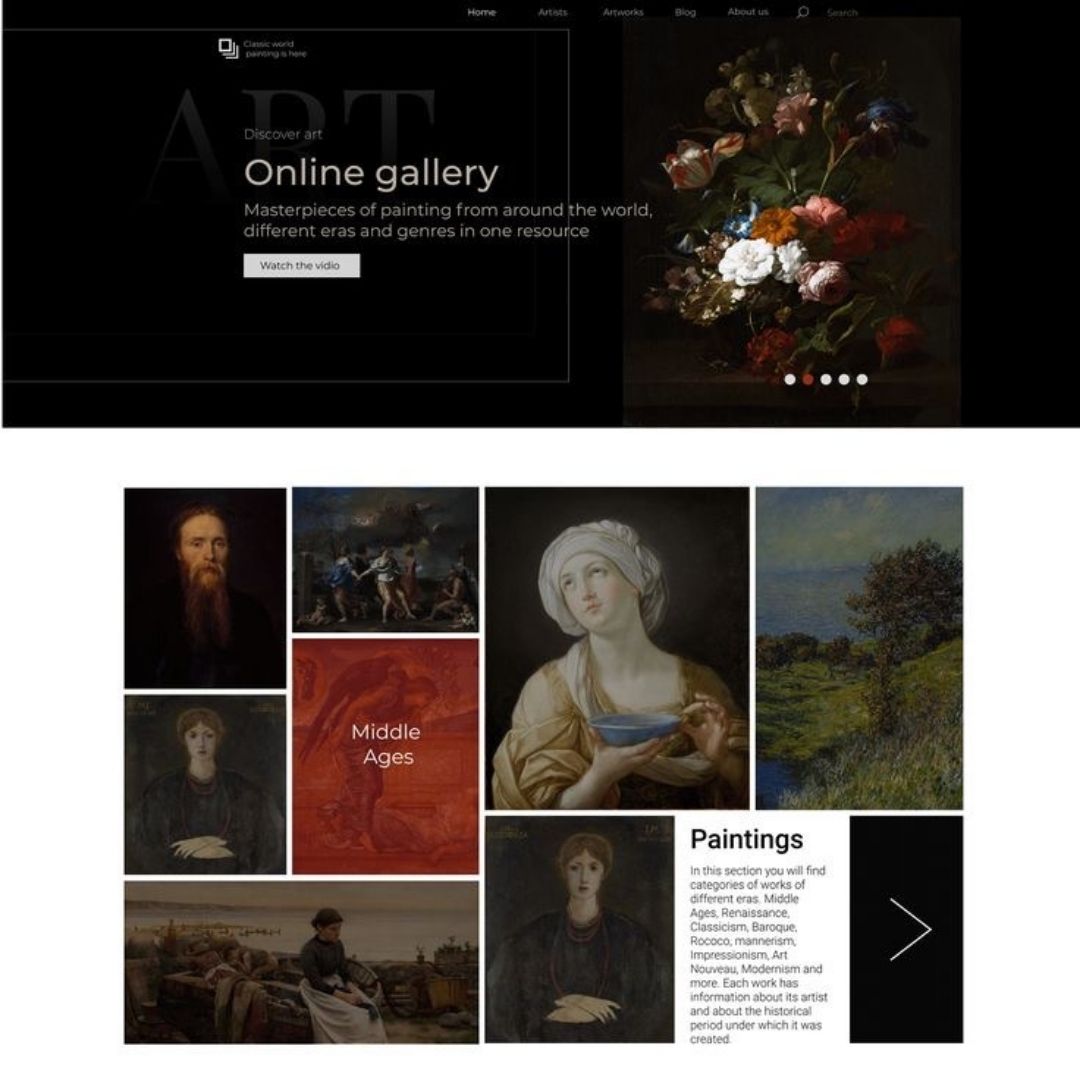 Home Artists Artworks Blog About us Search
Classic world
painting is here
ART
Discover art
Online gallery
Masterpieces of painting from around the world,
different eras and genres in one resource
Watch the vidio
Middle
Ages
Paintings
In this section you will find
categories of works of
different eras. Middle
Ages, Renaissance,
Classicism, Baroque,
Rococo, mannerism,
Impressionism, Art
Nouveau, Modernism and
more. Each work has
information about its artist
and about the historical
period under which it was
created.